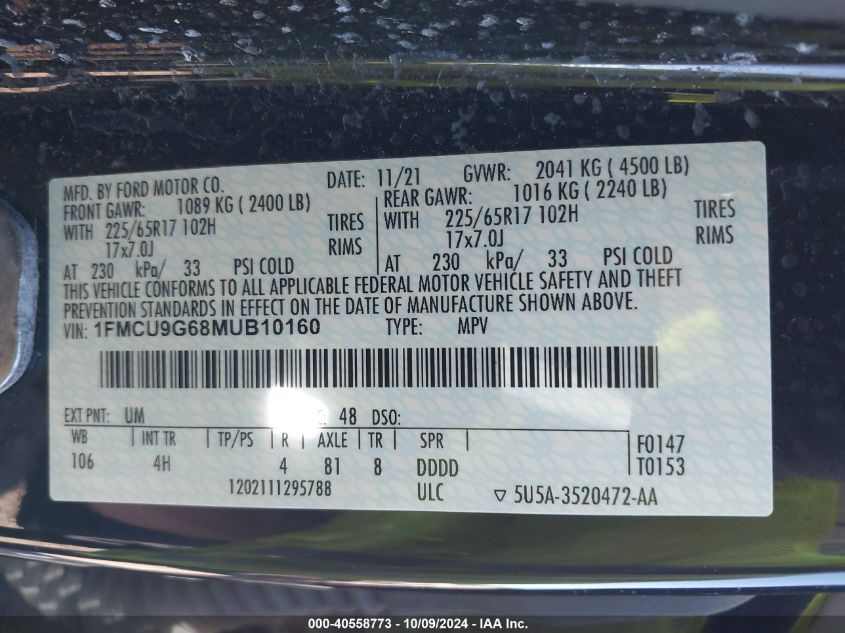 MFD. BY FORD MOTOR CO. DATE: 11/21 GVWR: 2041 KG ( 4500 LB)
FRONT GAWR: 1089 KG ( 2400 LB) REAR GAWR: 1016 KG ( 2240 LB)
WITH 225/65R17 102H TIRES WITH 225/65R17 102H TIRES
17x7.0J RIMS 17x7.0J RIMS
AT 230 kPa/ 33 PSI COLD AT 230 kPa/ 33 PSI COLD
THIS VEHICLE CONFORMS TO ALL APPLICABLE FEDERAL MOTOR VEHICLE SAFETY AND THEFT
PREVENTION STANDARDS IN EFFECT ON THE DATE OF MANUFACTURE SHOWN ABOVE.
VIN: 1FMCU9G68MUB10160 TYPE: MPV
EXT PNT: UM 48 DSO:
WB INT TR TP/PS R AXLE TR SPR F0147
106 4H 4 81 8 DDDD T0153
1202111295788 ULC ▽ 5U5A-3520472-AA
000-40558773 - 10/09/2024 - IAA Inc.